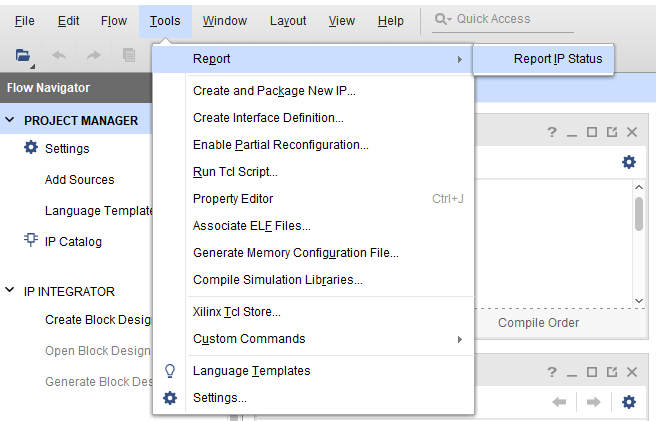 File Edit Flow Tools Window Layout View Help Quick Access
Report
Report IP Status
Flow Navigator
PROJECT MANAGER
Settings
Add Sources
Language Template
IP Catalog
IP INTEGRATOR
Create Block Desig
Open Block Design
Generate Block Des
Create and Package New IP...
Create Interface Definition...
Enable Partial Reconfiguration...
Run Tcl Script...
Property Editor Ctrl+J
Associate ELF Files...
Generate Memory Configuration File...
Compile Simulation Libraries...
Xilinx Tcl Store...
Custom Commands
Language Templates
Settings...
? 
Compile Order
?